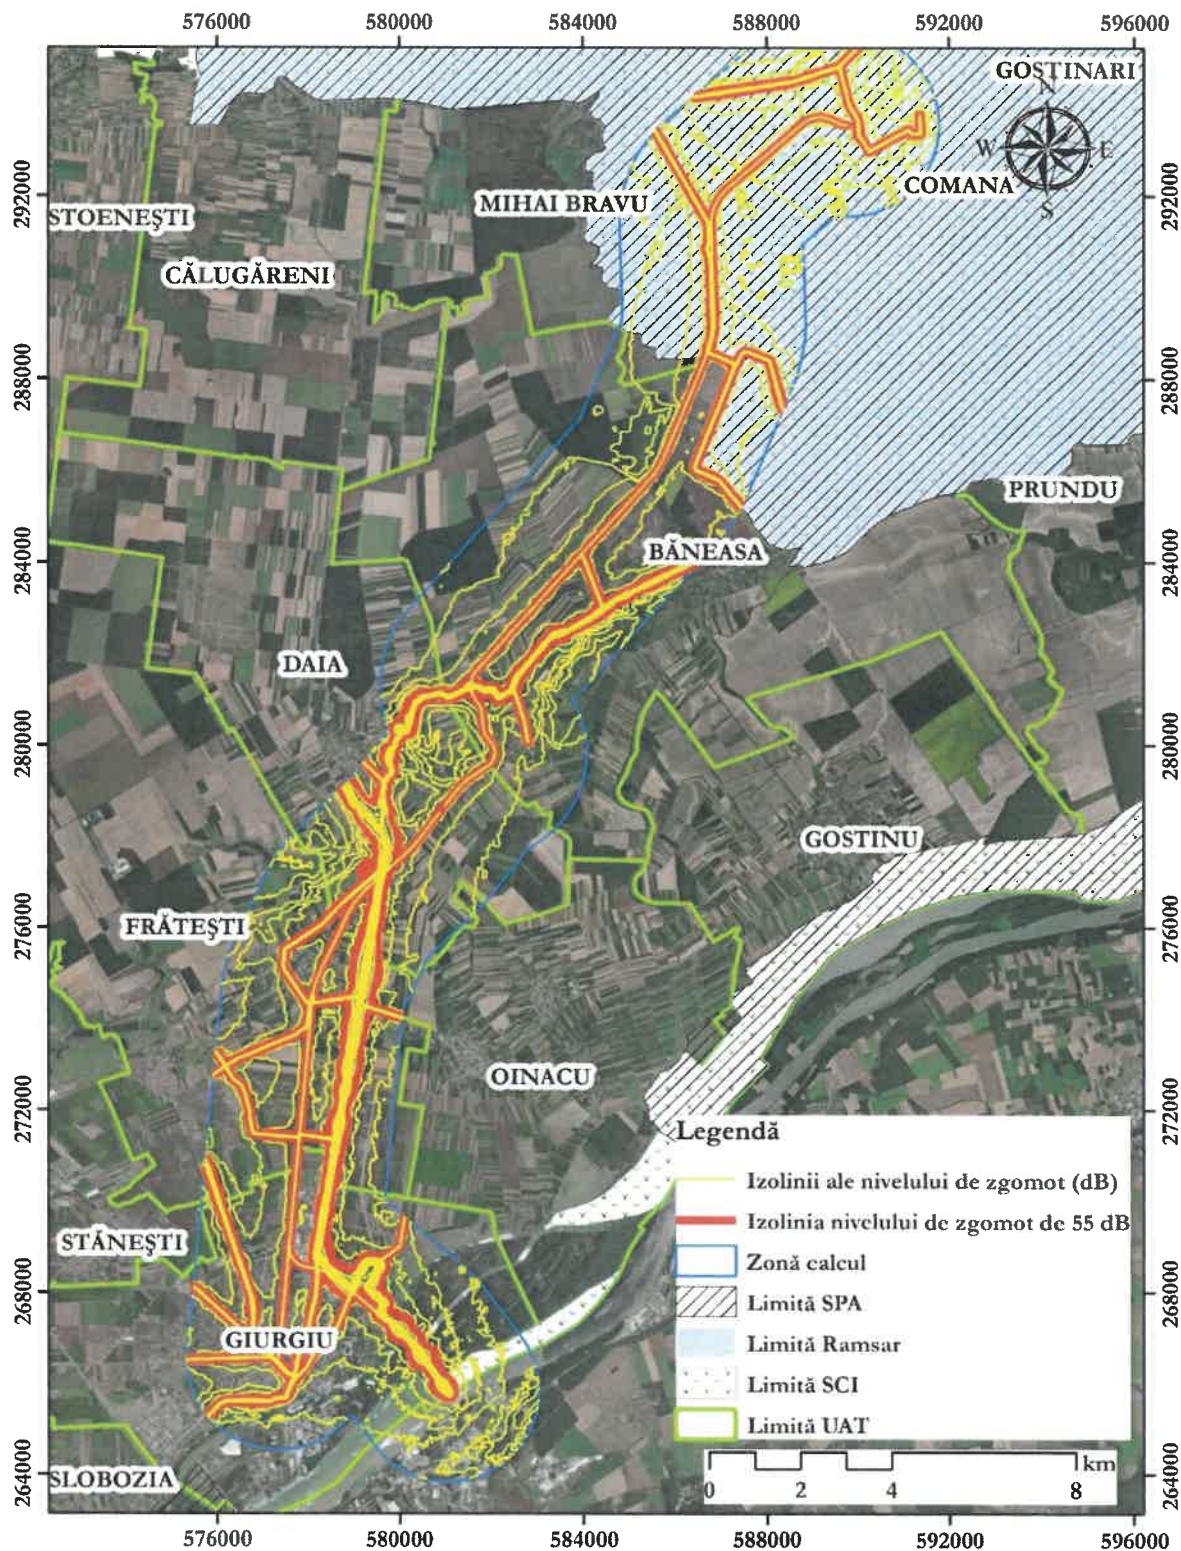 576000 580000 584000 588000 592000 596000
GOSTINARI
N
W E
S
COMANA
292000
292000
MIHAI BRAVU
STOENEŞTI
CĂLUGĂRENI
288000
288000
PRUNDU
BĂNEASA
284000
284000
DAIA
280000
280000
GOSTINU
FRĂTEŞTI
276000
276000
OINACU
272000
272000
Legendă
Izolinii ale nivelului de zgomot (dB)
Izolinia nivelului de zgomot de 55 dB
Zonă calcul
Limită SPA
Limită Ramsar
Limită SCI
Limită UAT
STĂNEŞTI
268000
268000
GIURGIU
SLOBOZIA
264000
264000
km
0 2 4 8
576000 580000 584000 588000 592000 596000